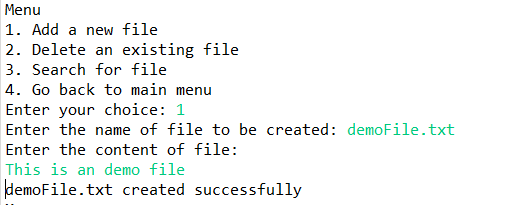 Menu
1. Add a new file
2. Delete an existing file
3. Search for file
4. Go back to main menu
Enter your choice: 1
Enter the name of file to be created: demoFile.txt
Enter the content of file:
This is an demo file
demoFile.txt created successfully